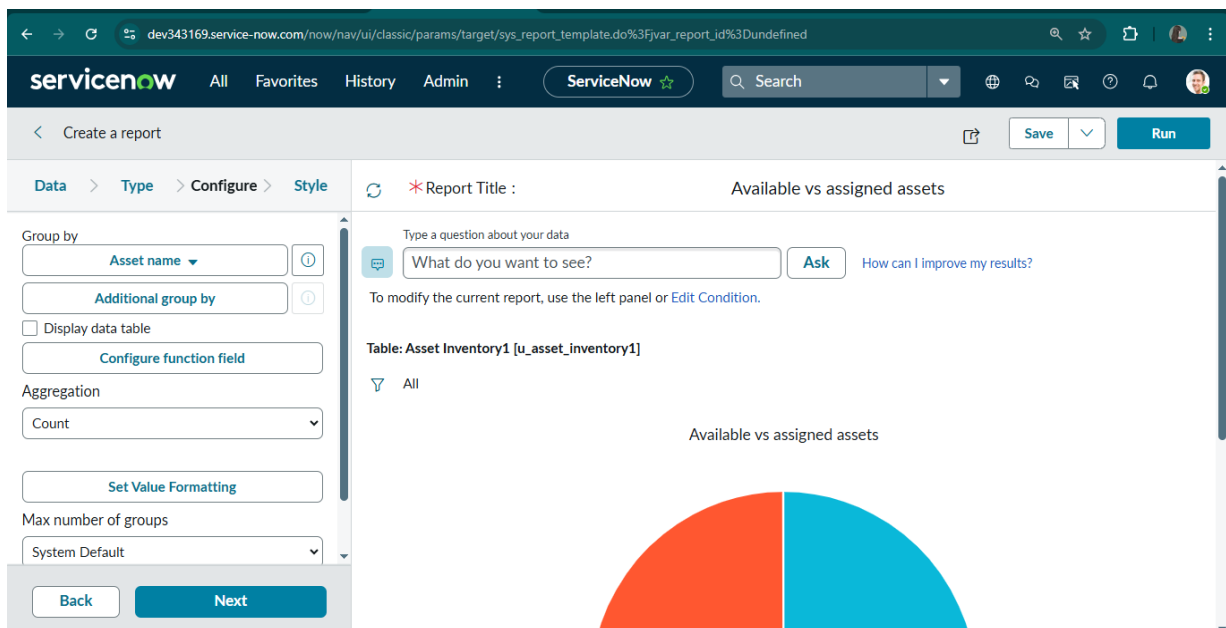 dev343169.service-now.com/now/nav/ui/classic/params/target/sys_report_template.do%3Fjvar_report_id%3Dundefined
servicenow All Favorites History Admin ServiceNow Search
Create a report Save Run
Data Type Configure Style
Report Title : Available vs assigned assets
Group by
Asset name
Additional group by
Display data table
Configure function field
Aggregation
Count
Set Value Formatting
Max number of groups
System Default
Back Next
Type a question about your data
What do you want to see? Ask How can I improve my results?
To modify the current report, use the left panel or Edit Condition.
Table: Asset Inventory1 [u_asset_inventory1]
All
Available vs assigned assets